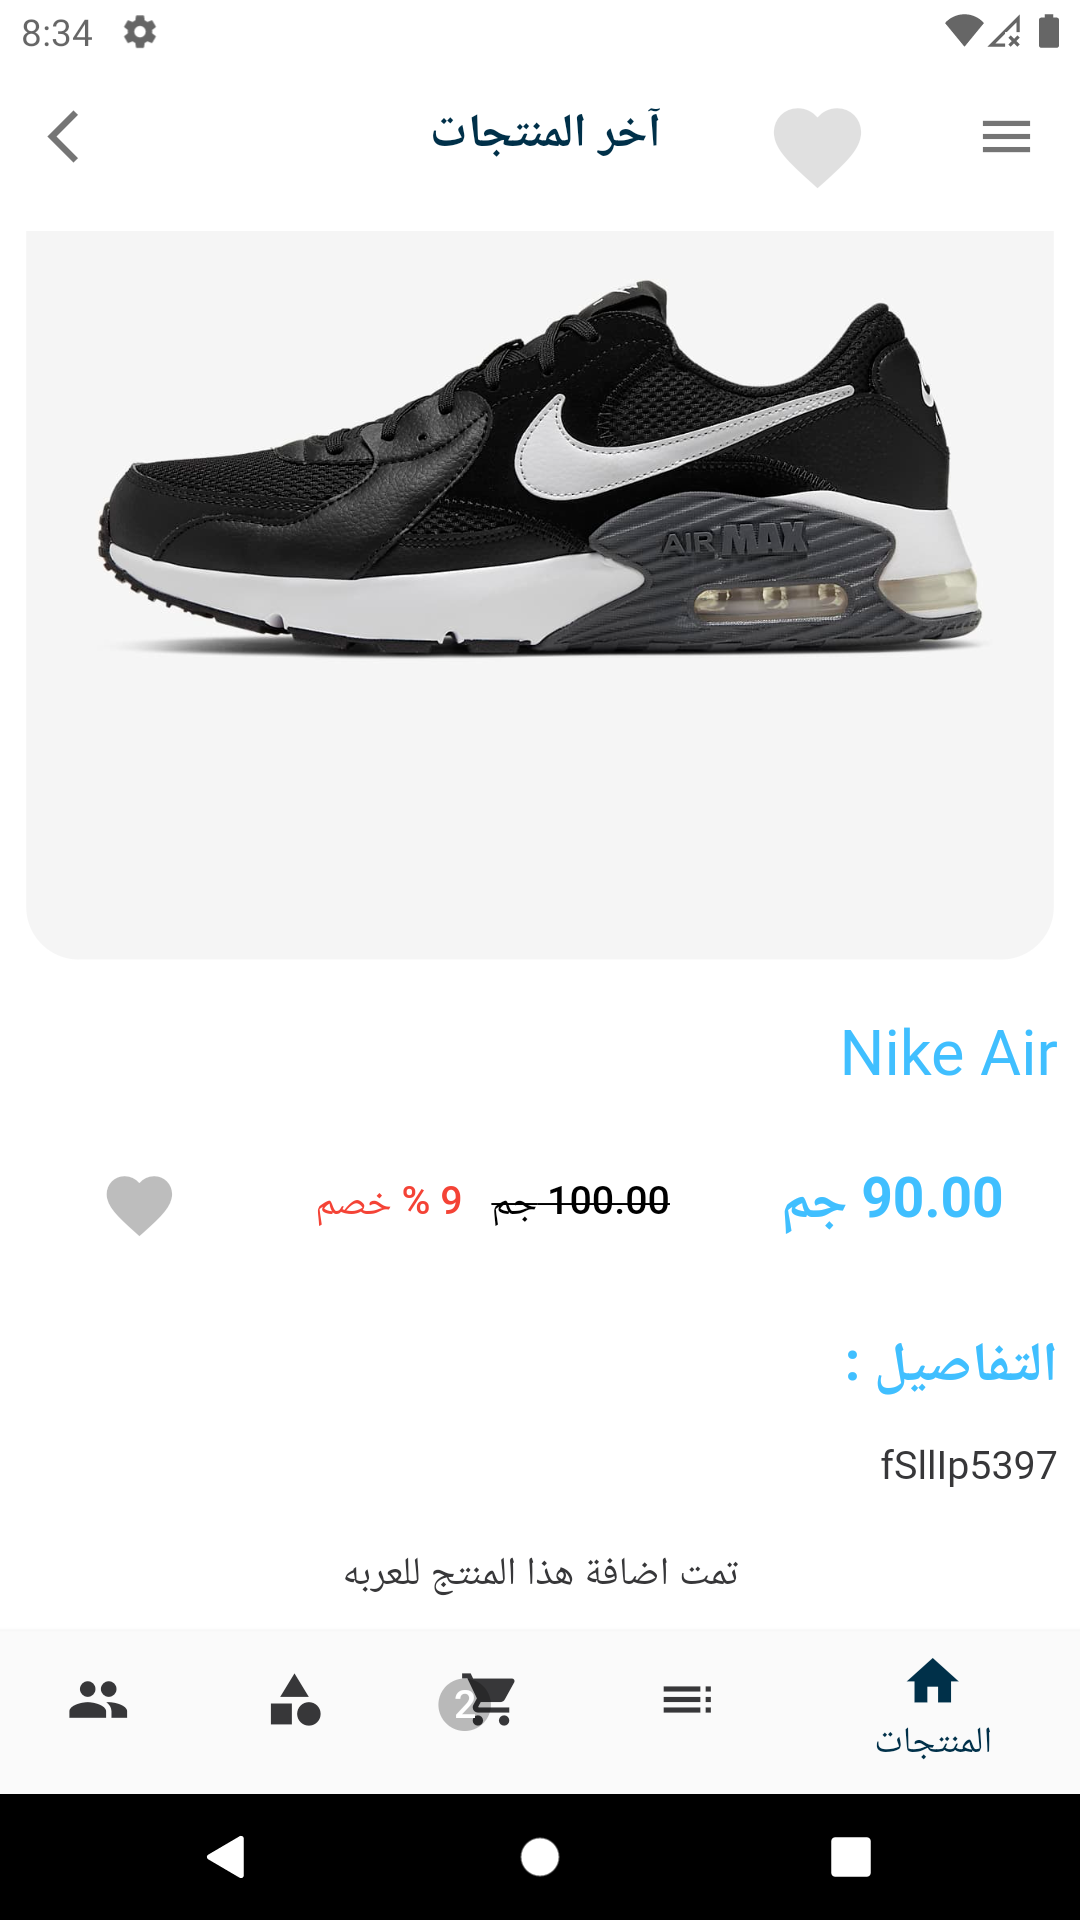 8:34
آخر المنتجات
AIR MAX
Nike Air
90.00 جم 100.00 جم 9 % خصم
التفاصيل :
fSlllp5397
تمت اضافة هذا المنتج للعربه
2
المنتجات